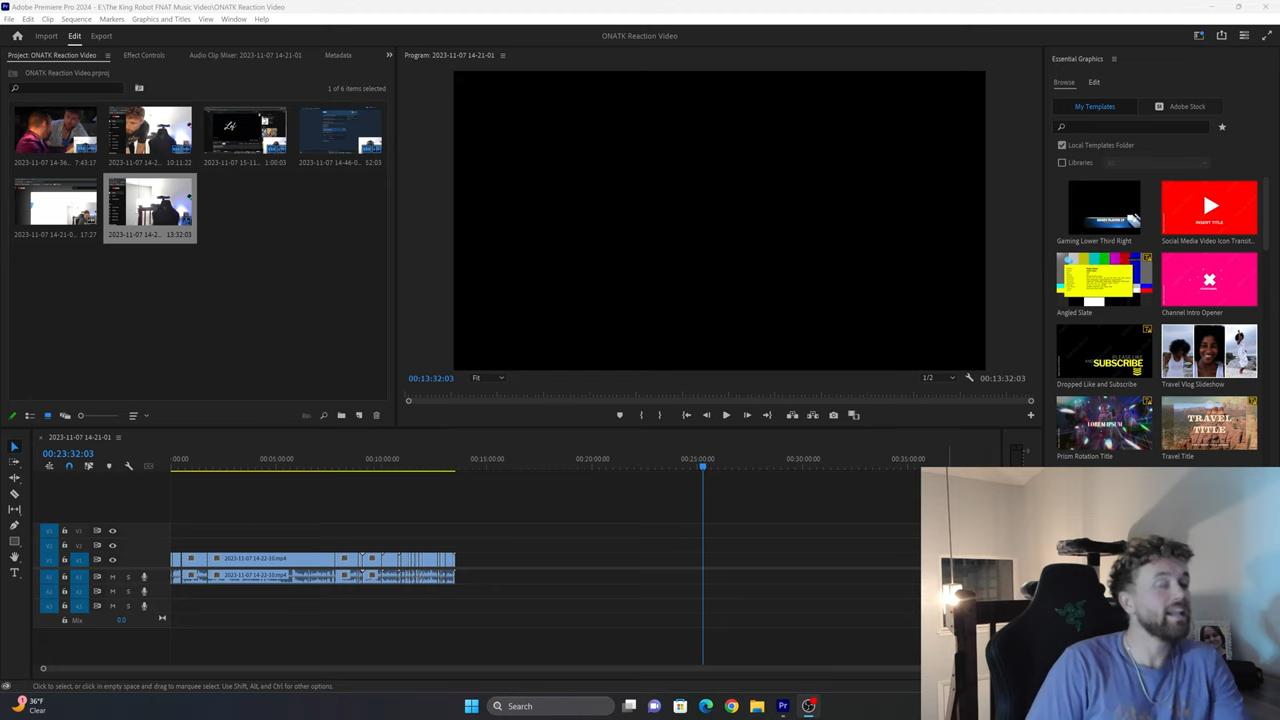 Adobe Premiere Pro 2024 - E:\The King Robot FNAT Music Video\ONATK Reaction Video
File Edit Clip Sequence Markers Graphics and Titles View Window Help
Import Edit Export
ONATK Reaction Video
Project: ONATK Reaction Video
Effect Controls
Audio Clip Mixer: 2023-11-07 14-21-01
Metadata
ONATK Reaction Video.prproj
1 of 6 items selected
2023-11-07 14-36... 7:43:17
2023-11-07 14-2... 10:11:22
2023-11-07 15-11... 1:00:03
2023-11-07 14-46-0... 52:03
2023-11-07 14-21-0... 17:27
2023-11-07 14-2... 13:32:03
Program: 2023-11-07 14-21-01
00:13:32:03
Fit
1/2
00:13:32:03
Essential Graphics
Browse Edit
My Templates
Adobe Stock
Local Templates Folder
Libraries
Gaming Lower Third Right
INSERT TITLE
Social Media Video Icon Transit...
Angled Slate
Channel Intro Opener
PLEASE LIKE
AND SUBSCRIBE
Dropped Like and Subscribe
Travel Vlog Slideshow
LOREM IPSUM
Prism Rotation Title
TRAVEL
TITLE
Travel Title
2023-11-07 14-21-01
00:23:32:03
:00:00
00:05:00:00
00:10:00:00
00:15:00:00
00:20:00:00
00:25:00:00
00:30:00:00
00:35:00:00
V3 V3
V2 V2
V1 V1
2023-11-07 14-22-10.mp4
A1 A1 M S
2023-11-07 14-22-10.mp4
A2 A2 M S
A3 A3 M S
Mix 0.0
Click to select, or click in empty space and drag to marquee select. Use Shift, Alt, and Ctrl for other options.
36°F
Clear
Search